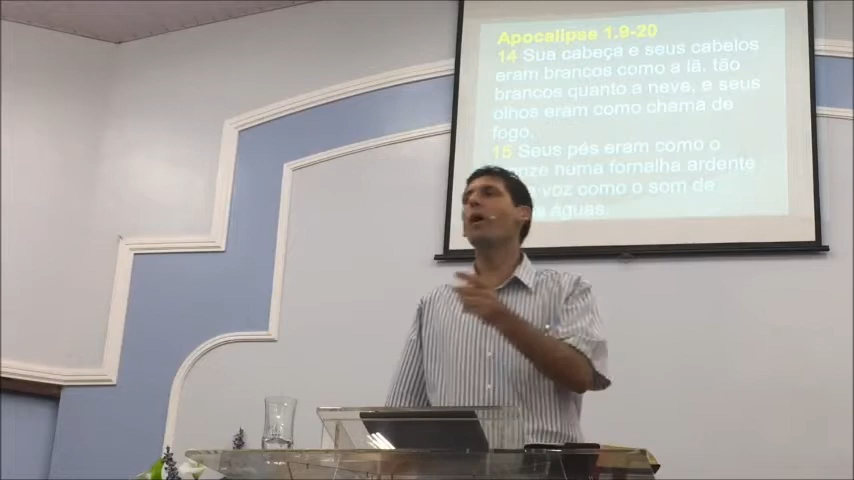 Apocalipse 1.9-20
14 Sua cabeça e seus cabelos
eram brancos como a lã, tão
brancos quanto a neve, e seus
olhos eram como chama de
fogo.
15 Seus pés eram como o
numa fornalha ardente
voz como o som de
águas.